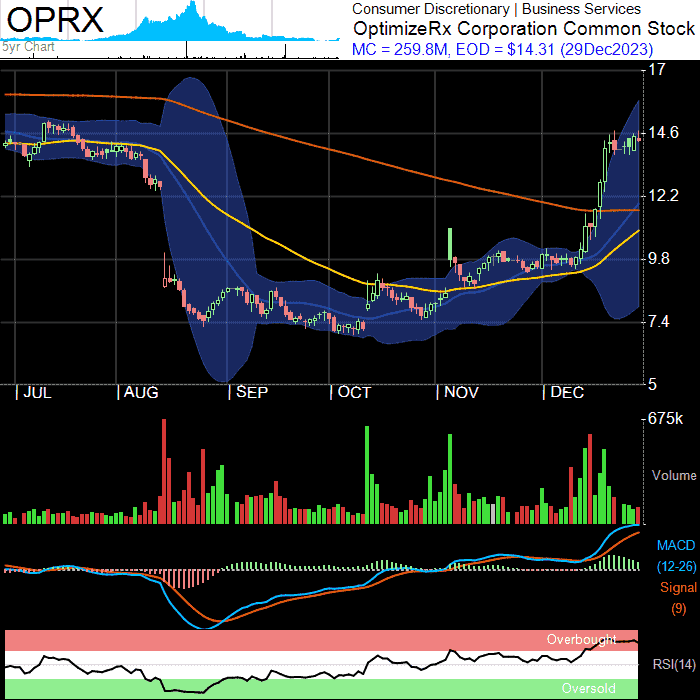 OPRX
Consumer Discretionary | Business Services
OptimizeRx Corporation Common Stock
MC = 259.8M, EOD = $14.31 (29Dec2023)
5yr Chart
17
14.6
12.2
9.8
7.4
5
JUL AUG SEP OCT NOV DEC
675k
Volume
MACD
(12-26)
Signal
(9)
Overbought
RSI(14)
Oversold